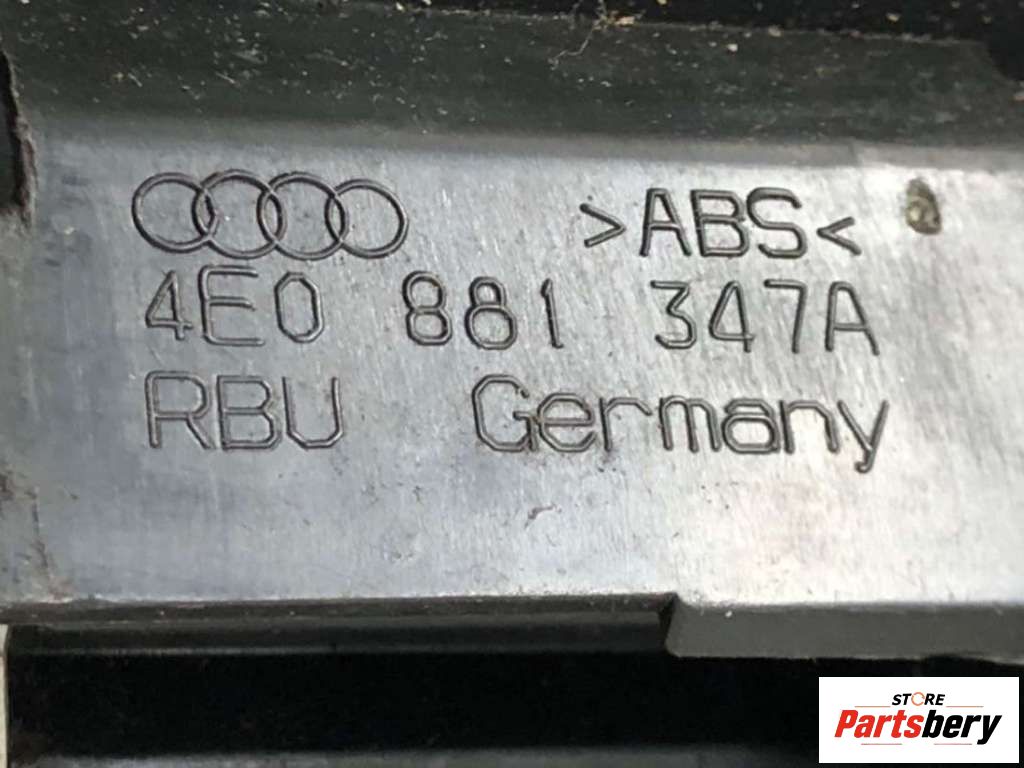 >ABS<
4E0 881 347A
RBU Germany
STORE
Partsbery